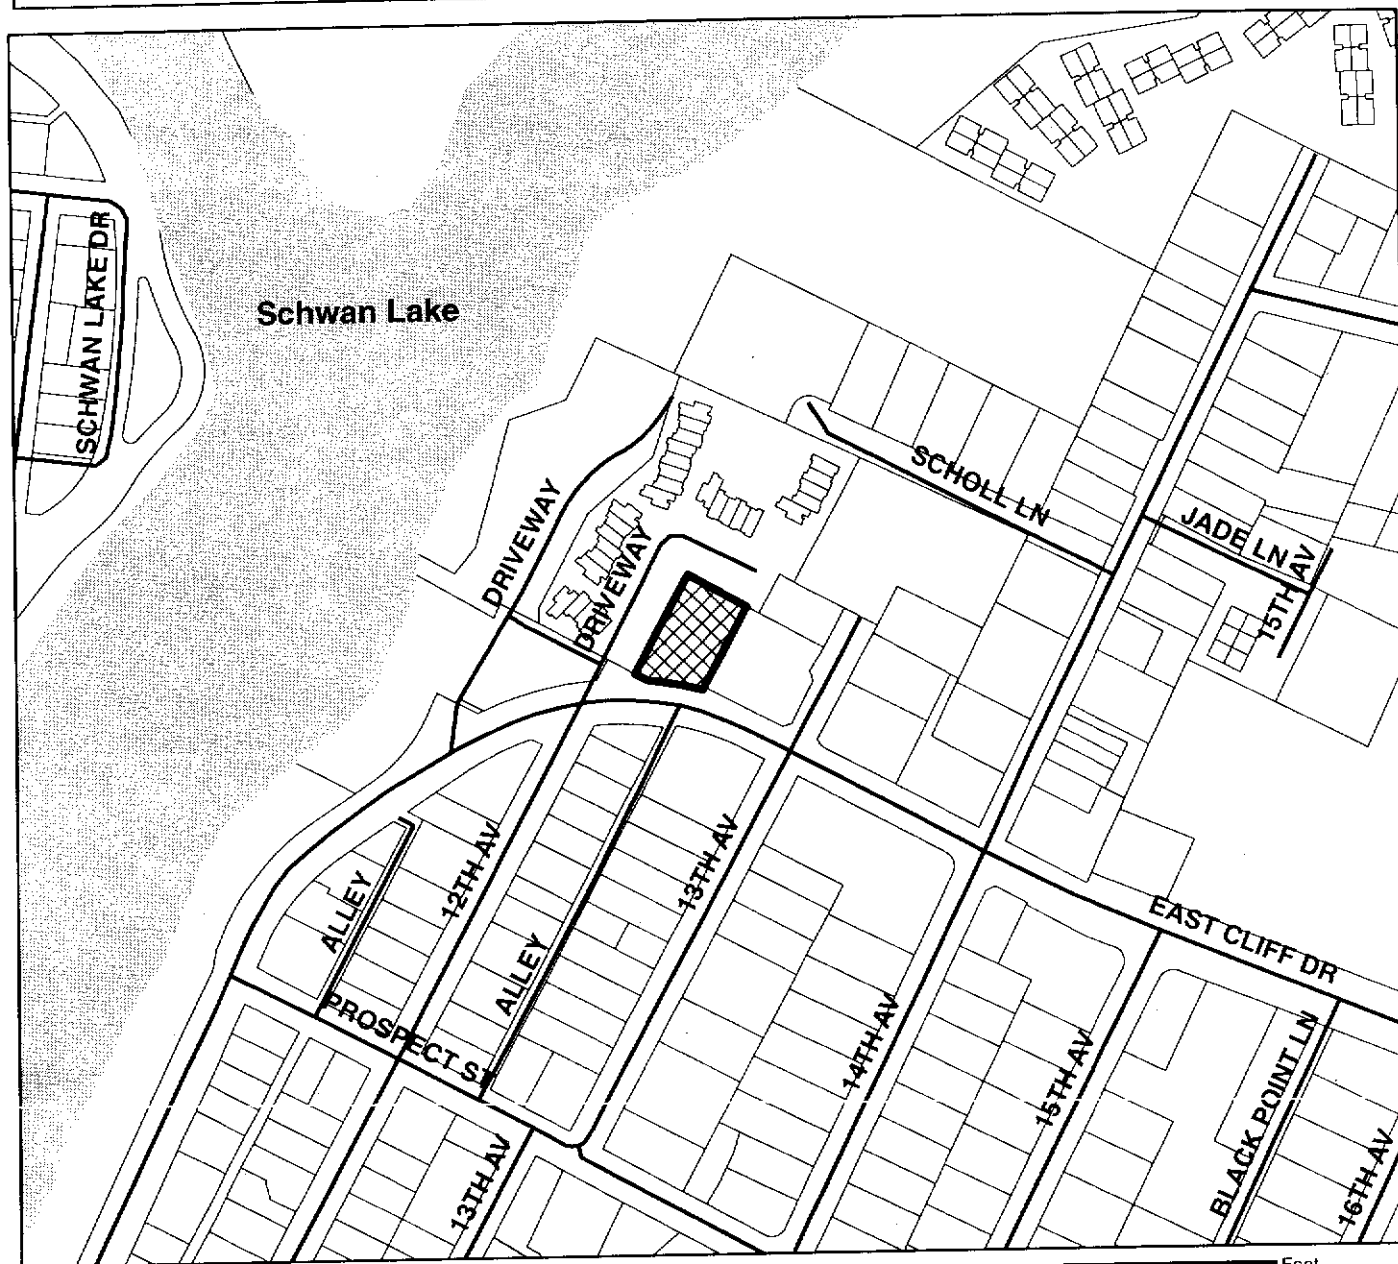 Schwan Lake
SCHWAN LAKE DR
DRIVEWAY
DRIVEWAY
SCHOLL LN
JADE LN
15TH AV
12TH AV
13TH AV
ALLEY
ALLEY
PROSPECT ST
EAST CLIFF DR
14TH AV
15TH AV
BLACK POINT LN
13TH AV
16TH AV